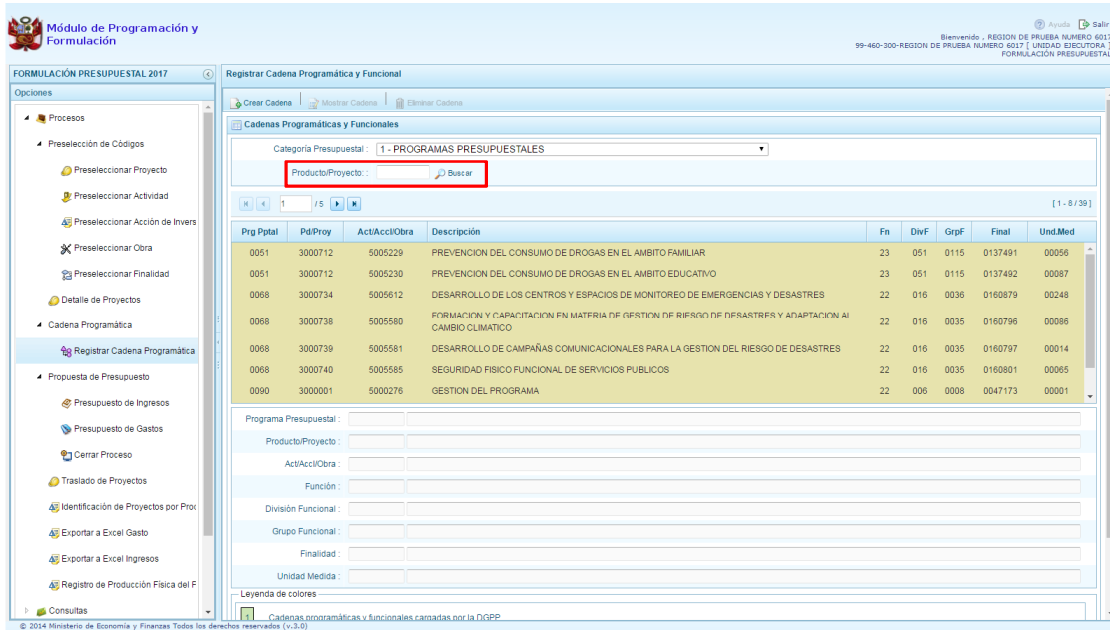 Módulo de Programación y
Formulación
Ayuda Salir
Bienvenido , REGION DE PRUEBA NUMERO 6017
99-460-300-REGION DE PRUEBA NUMERO 6017 [ UNIDAD EJECUTORA ]
FORMULACIÓN PRESUPUESTAL
FORMULACIÓN PRESUPUESTAL 2017
Opciones
Procesos
Preselección de Códigos
Preseleccionar Proyecto
Preseleccionar Actividad
Preseleccionar Acción de Invers
Preseleccionar Obra
Preseleccionar Finalidad
Detalle de Proyectos
Cadena Programática
Registrar Cadena Programática
Propuesta de Presupuesto
Presupuesto de Ingresos
Presupuesto de Gastos
Cerrar Proceso
Traslado de Proyectos
Identificación de Proyectos por Proc
Exportar a Excel Gasto
Exportar a Excel Ingresos
Registro de Producción Física del F
Consultas
Registrar Cadena Programática y Funcional
Crear Cadena Mostrar Cadena Eliminar Cadena
Cadenas Programáticas y Funcionales
Categoría Presupuestal : 1 - PROGRAMAS PRESUPUESTALES
Producto/Proyecto: : Buscar
1 / 5 [ 1 - 8 / 39 ]
Prg Pptal Pd/Proy Act/AccI/Obra Descripción Fn DivF GrpF Final Und.Med
0051 3000712 5005229 PREVENCION DEL CONSUMO DE DROGAS EN EL AMBITO FAMILIAR 23 051 0115 0137491 00056
0051 3000712 5005230 PREVENCION DEL CONSUMO DE DROGAS EN EL AMBITO EDUCATIVO 23 051 0115 0137492 00087
0068 3000734 5005612 DESARROLLO DE LOS CENTROS Y ESPACIOS DE MONITOREO DE EMERGENCIAS Y DESASTRES 22 016 0036 0160879 00248
0068 3000738 5005580 FORMACION Y CAPACITACION EN MATERIA DE GESTION DE RIESGO DE DESASTRES Y ADAPTACION AL CAMBIO CLIMATICO 22 016 0035 0160796 00086
0068 3000739 5005581 DESARROLLO DE CAMPAÑAS COMUNICACIONALES PARA LA GESTION DEL RIESGO DE DESASTRES 22 016 0035 0160797 00014
0068 3000740 5005585 SEGURIDAD FISICO FUNCIONAL DE SERVICIOS PUBLICOS 22 016 0035 0160801 00065
0090 3000001 5000276 GESTION DEL PROGRAMA 22 006 0008 0047173 00001
Programa Presupuestal :
Producto/Proyecto :
Act/AccI/Obra :
Función :
División Funcional :
Grupo Funcional :
Finalidad :
Unidad Medida :
Leyenda de colores
1 Cadenas programáticas y funcionales cargadas por la DGPP
© 2014 Ministerio de Economía y Finanzas Todos los derechos reservados (v.3.0)